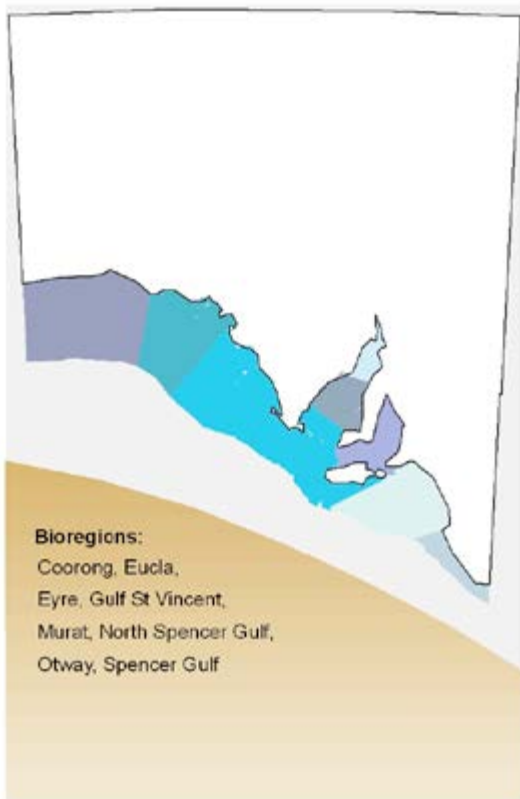 Bioregions:
Coorong, Eucla,
Eyre, Gulf St Vincent,
Murat, North Spencer Gulf,
Otway, Spencer Gulf